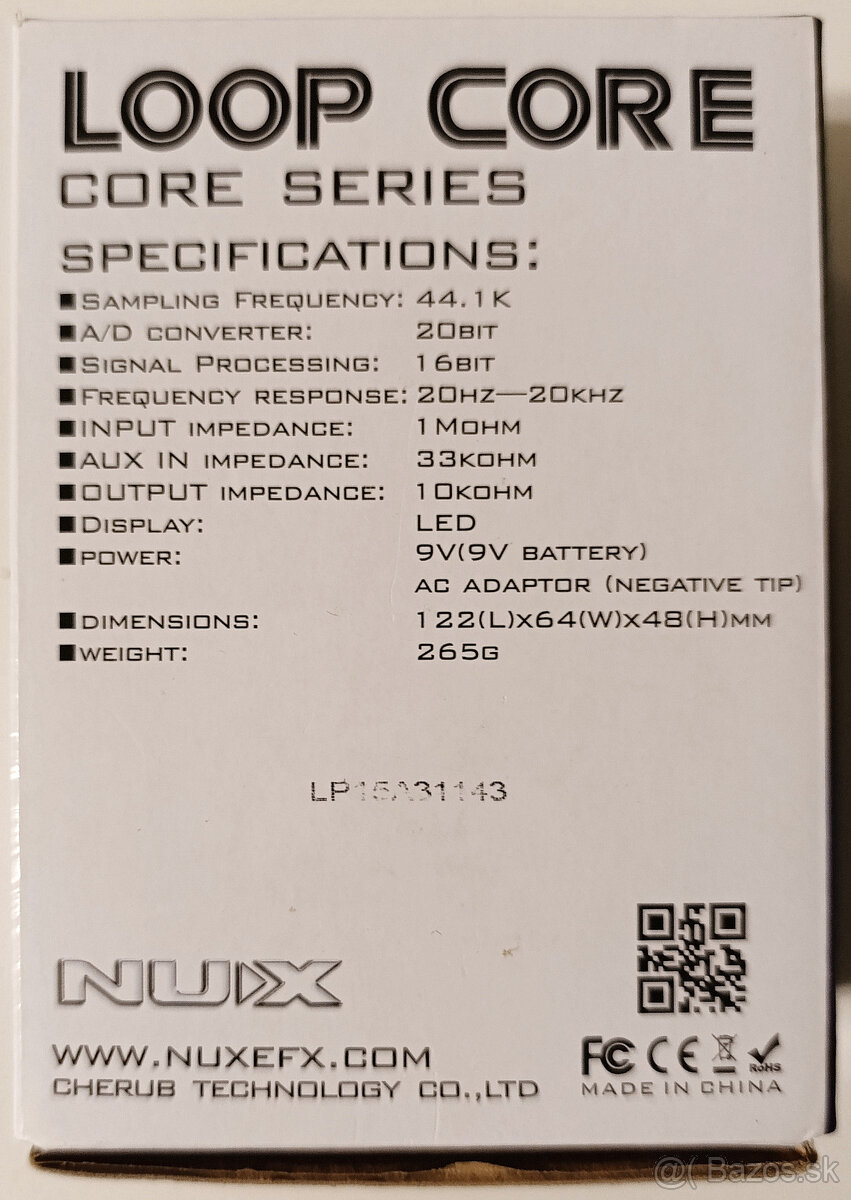 LOOP CORE
CORE SERIES
SPECIFICATIONS:
■SAMPLING FREQUENCY: 44.1K
■A/D CONVERTER: 20BIT
■SIGNAL PROCESSING: 16BIT
■FREQUENCY RESPONSE: 20HZ—20KHZ
■INPUT IMPEDANCE: 1MOHM
■AUX IN IMPEDANCE: 33KOHM
■OUTPUT IMPEDANCE: 10KOHM
■DISPLAY: LED
■POWER: 9V(9V BATTERY)
AC ADAPTOR (NEGATIVE TIP)
■DIMENSIONS: 122(L)X64(W)X48(H)MM
■WEIGHT: 265G
LP15A31143
NUX
WWW.NUXEFX.COM
CHERUB TECHNOLOGY CO.,LTD
FC CE RoHS
MADE IN CHINA
@( Bazos.sk